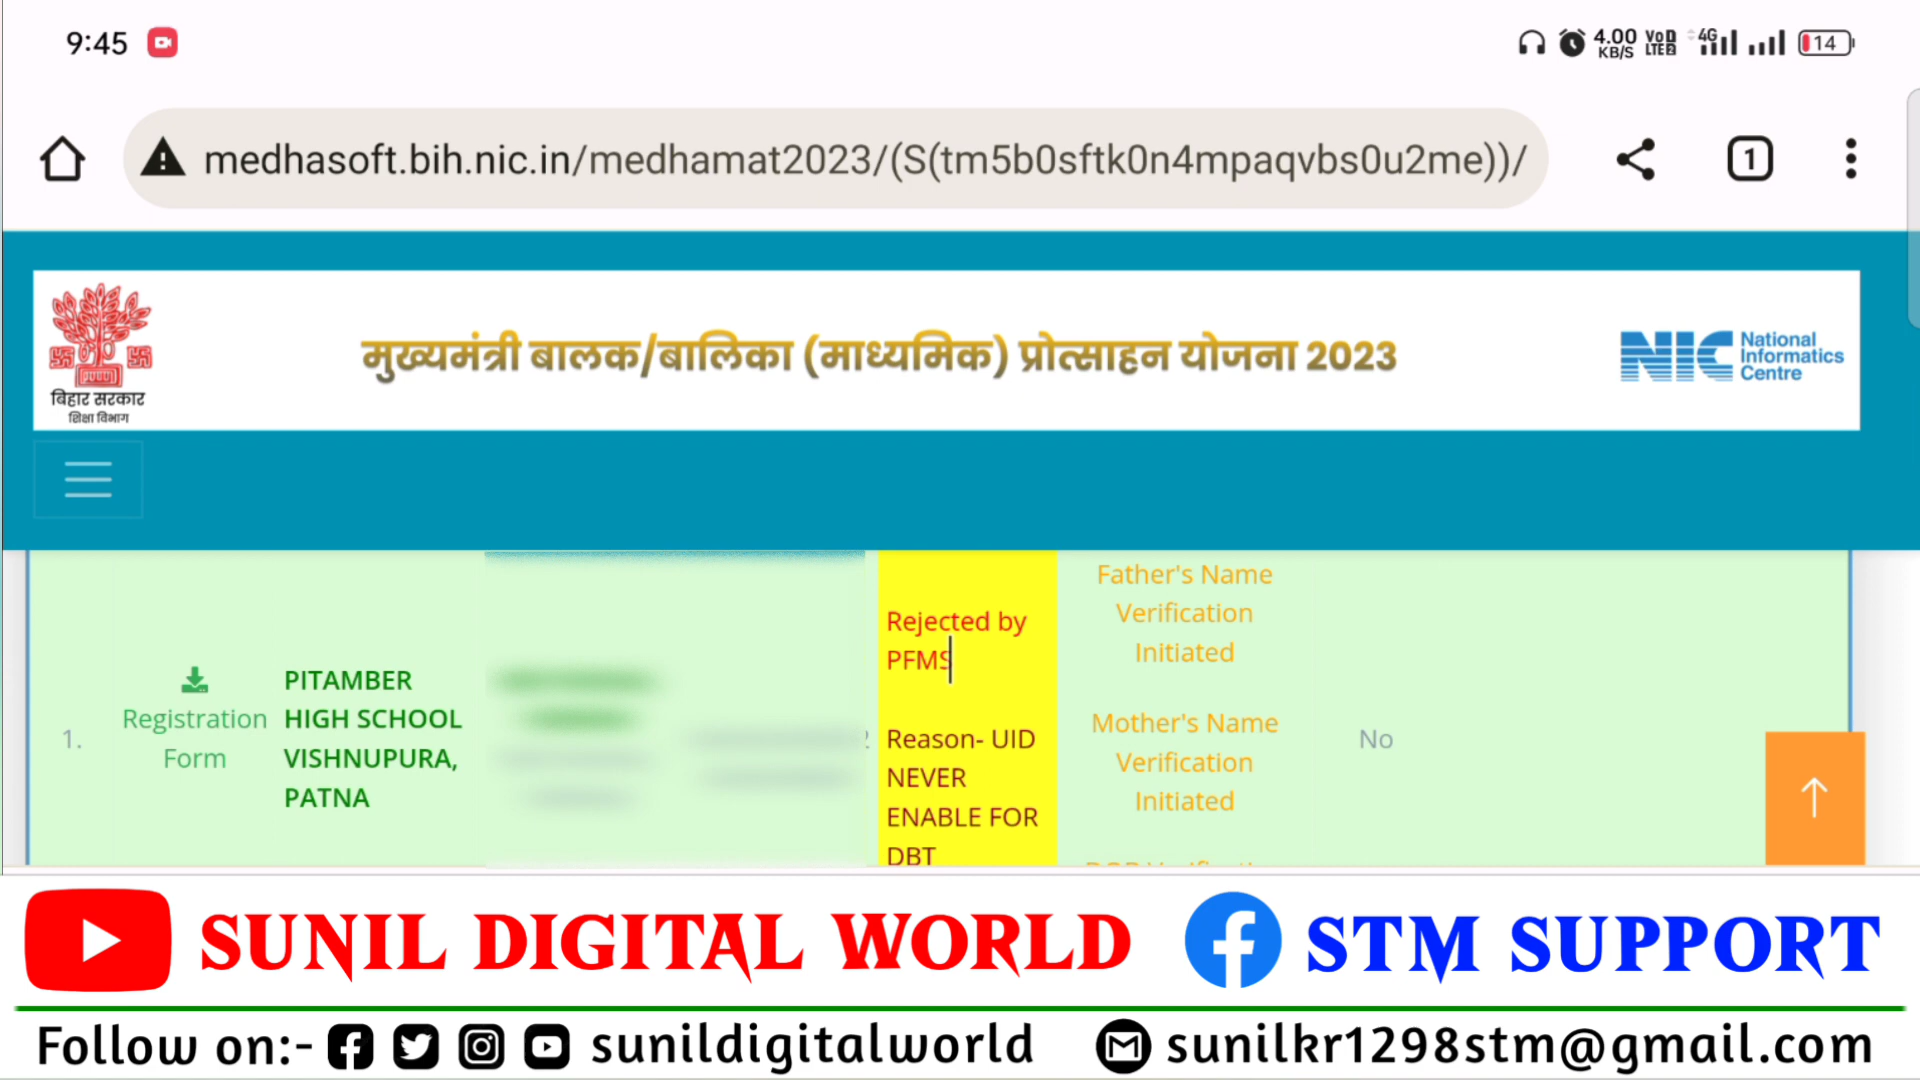 9:45
4.00 KB/S
VoD LTE2
4G
14
medhasoft.bih.nic.in/medhamat2023/(S(tm5b0sftk0n4mpaqvbs0u2me))/
1
बिहार सरकार
शिक्षा विभाग
मुख्यमंत्री बालक/बालिका (माध्यमिक) प्रोत्साहन योजना 2023
NIC National Informatics Centre
1.
Registration
Form
PITAMBER
HIGH SCHOOL
VISHNUPURA,
PATNA
Rejected by
PFMS
Reason- UID
NEVER
ENABLE FOR
DBT
Father's Name
Verification
Initiated
Mother's Name
Verification
Initiated
No
SUNIL DIGITAL WORLD
STM SUPPORT
Follow on:- sunildigitalworld
sunilkr1298stm@gmail.com